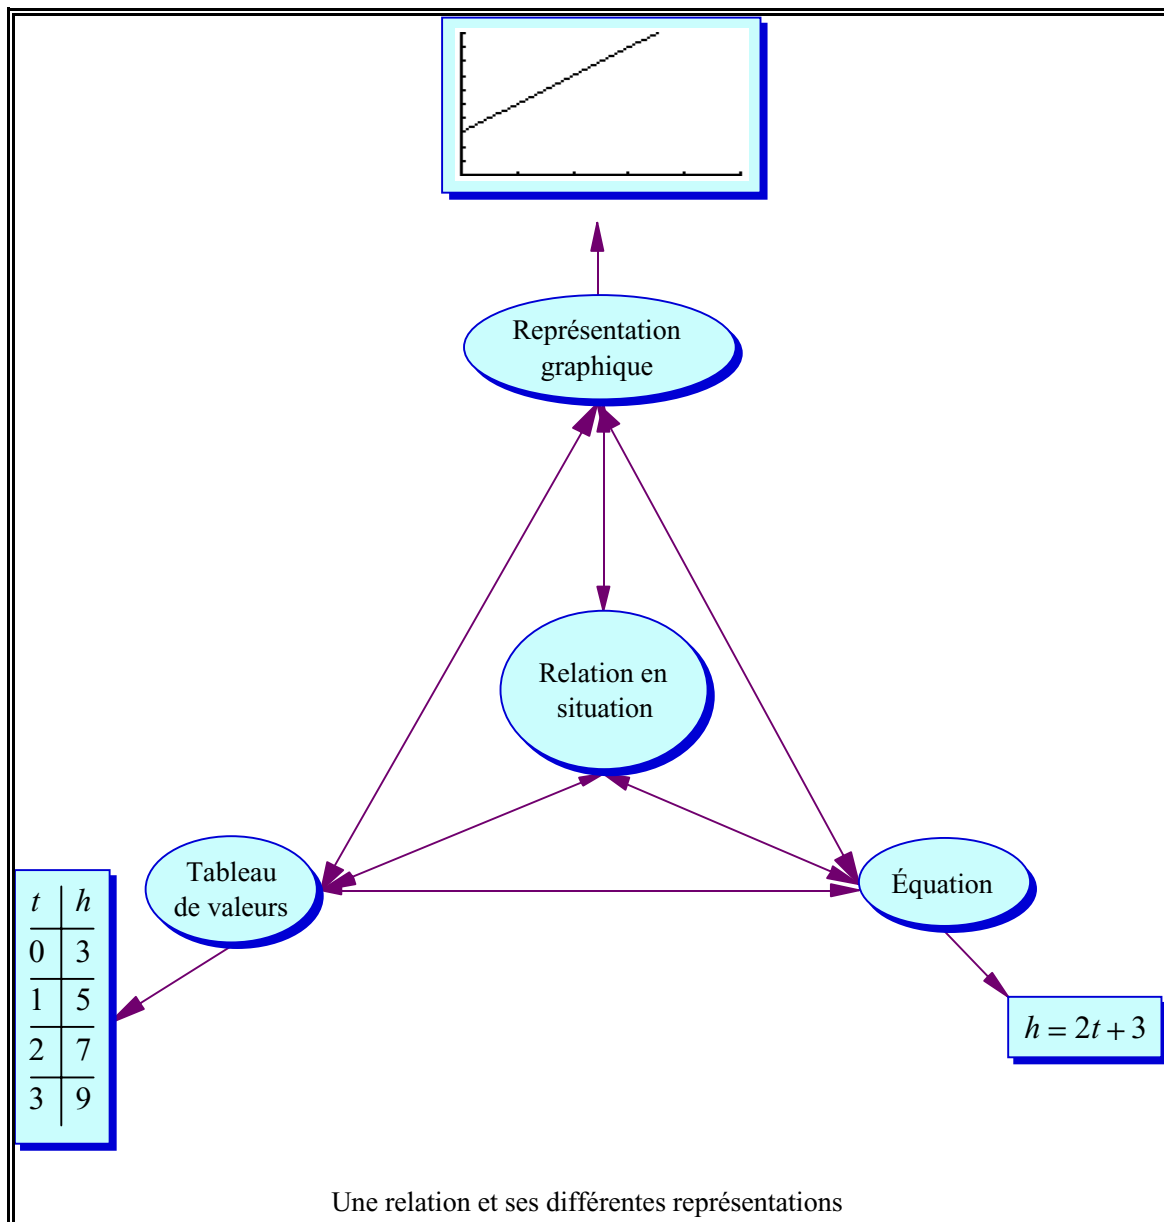 Représentation
graphique
Relation en
situation
Tableau
de valeurs
Équation
t h
0 3
1 5
2 7
3 9
h = 2t + 3
Une relation et ses différentes représentations